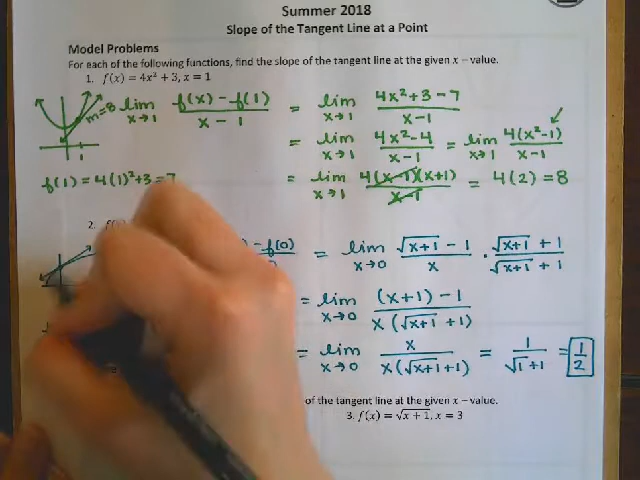 Summer 2018
Slope of the Tangent Line at a Point
Model Problems
For each of the following functions, find the slope of the tangent line at the given x – value.
1. f(x) = 4x² + 3, x = 1
m=8 lim x→1 (f(x) - f(1))/(x - 1) = lim x→1 (4x²+3-7)/(x-1)
= lim x→1 (4x²-4)/(x-1) = lim x→1 (4(x²-1))/(x-1)
f(1) = 4(1)²+3 = 7
= lim x→1 (4(x-1)(x+1))/(x-1) = 4(2) = 8
2. f(
- f(0) = lim x→0 (√(x+1) - 1)/x · (√(x+1) + 1)/(√(x+1) + 1)
= lim x→0 ((x+1) - 1)/(x(√(x+1) + 1))
= lim x→0 x/(x(√(x+1)+1)) = 1/(√1+1) = 1/2
of the tangent line at the given x – value.
3. f(x) = √(x + 1), x = 3